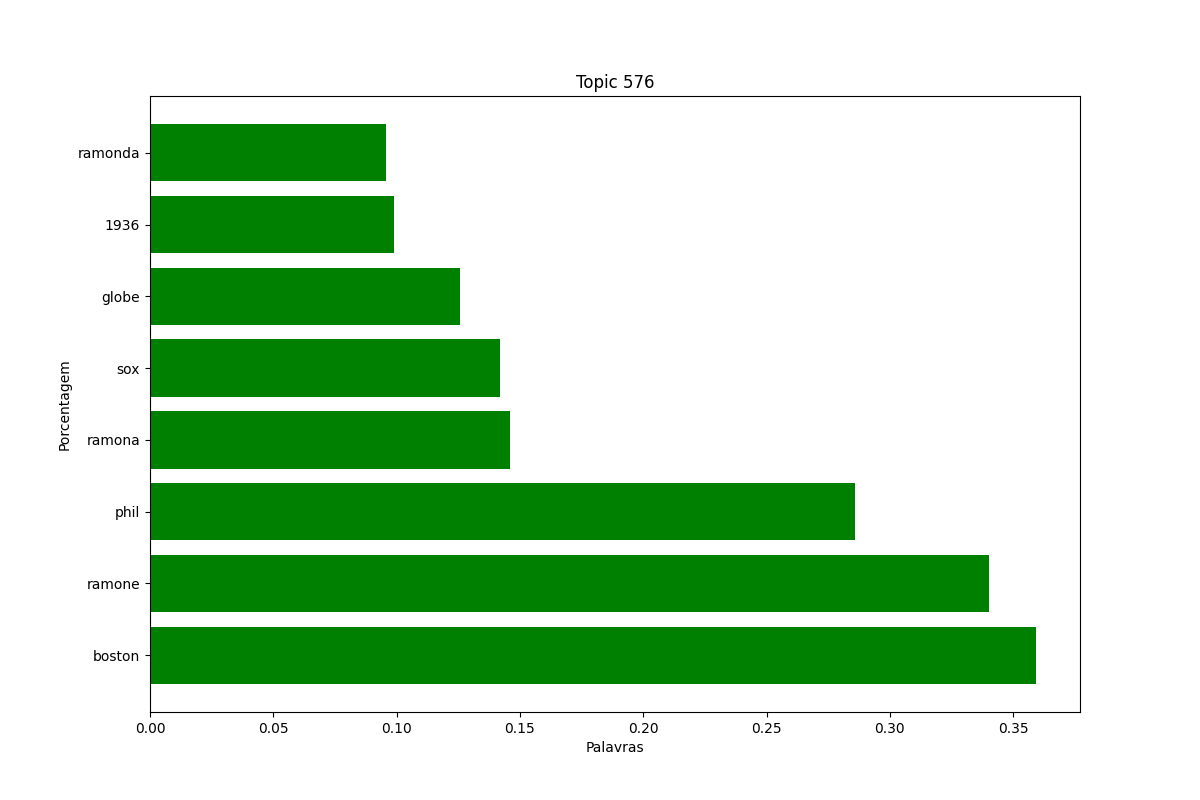 Topic 576
ramonda
1936
globe
sox
ramona
phil
ramone
boston
Porcentagem
0.00 0.05 0.10 0.15 0.20 0.25 0.30 0.35
Palavras